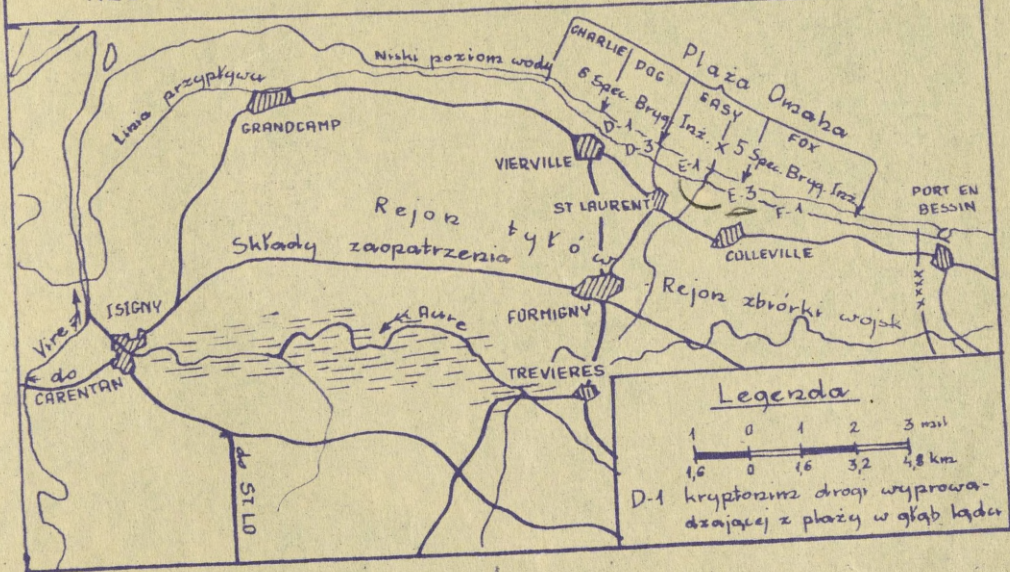 Plaża Omaha
CHARLIE
DOG
EASY
FOX
6 Spec. Bryg. Inż. x 5 Spec. Bryg. Inż.
Niski poziom wody
Linia przypływu
D-1
D-3
E-1
E-3
F-1
GRANDCAMP
VIERVILLE
ST LAURENT
COLLEVILLE
PORT EN
BESSIN
Rejon tyłów
Składy zaopatrzenia
Rejon zbiórki wojsk
xxxx
ISIGNY
FORMIGNY
Aure
Vire
do
CARENTAN
TREVIERES
do ST LO
Legenda
1 0 1 2 3 mil
1,6 0 1,6 3,2 4,8 km
D-1 kryptonim drogi wyprowa-
dzającej z plaży w głąb lądu